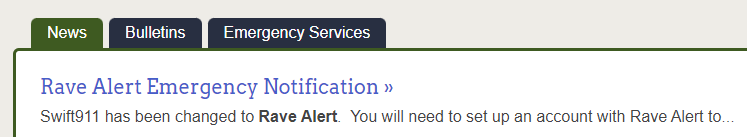 News Bulletins Emergency Services
Rave Alert Emergency Notification »
Swift911 has been changed to Rave Alert. You will need to set up an account with Rave Alert to...